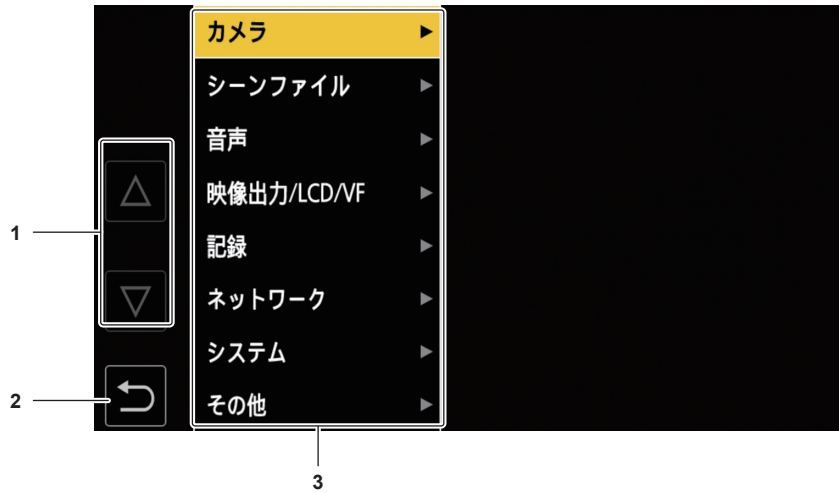 カメラ
シーンファイル
音声
映像出力/LCD/VF
記録
ネットワーク
システム
その他
1
2
3